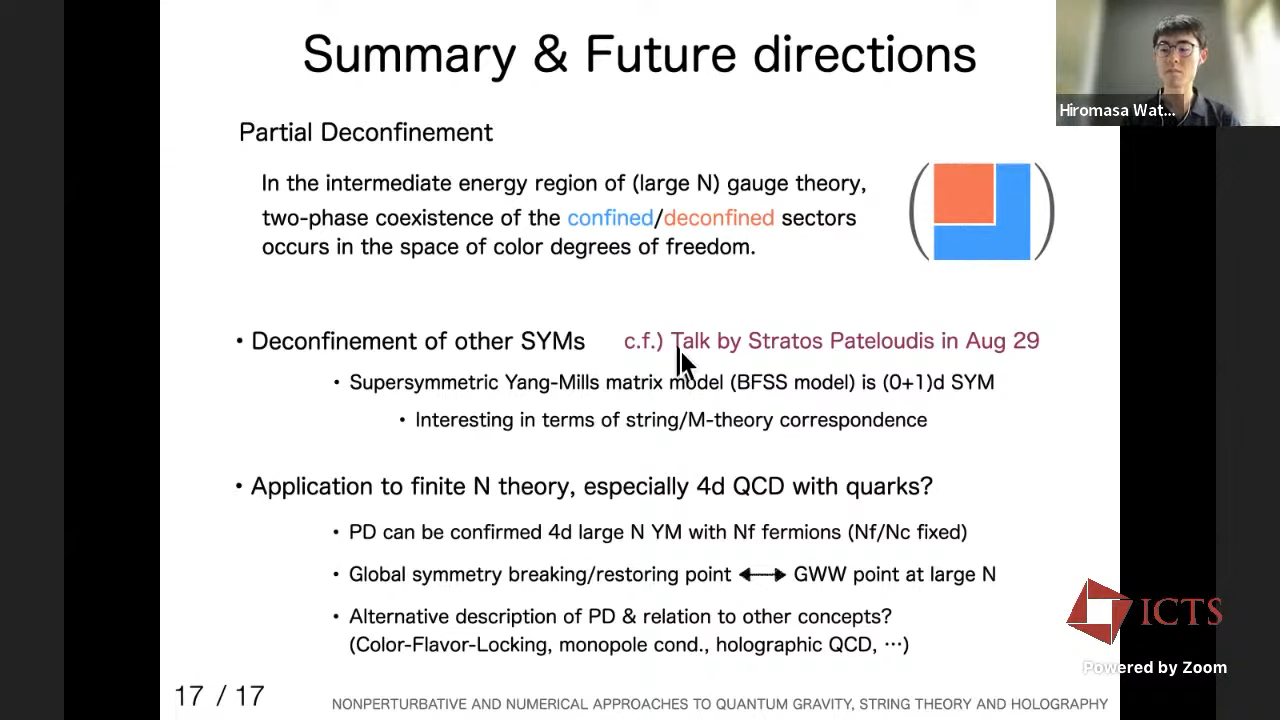 Summary & Future directions
Hiromasa Wat...
Partial Deconfinement
In the intermediate energy region of (large N) gauge theory,
two-phase coexistence of the confined/deconfined sectors
occurs in the space of color degrees of freedom.
• Deconfinement of other SYMs c.f.) Talk by Stratos Pateloudis in Aug 29
• Supersymmetric Yang-Mills matrix model (BFSS model) is (0+1)d SYM
• Interesting in terms of string/M-theory correspondence
• Application to finite N theory, especially 4d QCD with quarks?
• PD can be confirmed 4d large N YM with Nf fermions (Nf/Nc fixed)
• Global symmetry breaking/restoring point ⟷ GWW point at large N
• Alternative description of PD & relation to other concepts?
(Color-Flavor-Locking, monopole cond., holographic QCD, …)
ICTS
Powered by Zoom
17 / 17
NONPERTURBATIVE AND NUMERICAL APPROACHES TO QUANTUM GRAVITY, STRING THEORY AND HOLOGRAPHY